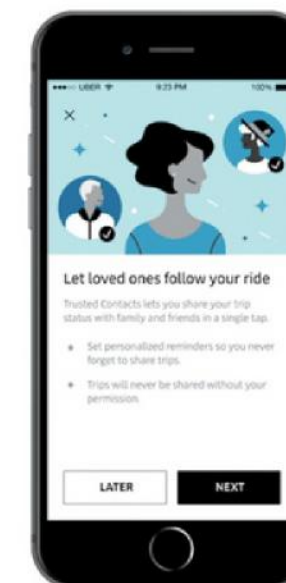 UBER 9:23 PM 100%
Let loved ones follow your ride
Trusted Contacts lets you share your trip
status with family and friends in a single tap.
Set personalized reminders so you never
forget to share trips.
Trips will never be shared without your
permission.
LATER NEXT